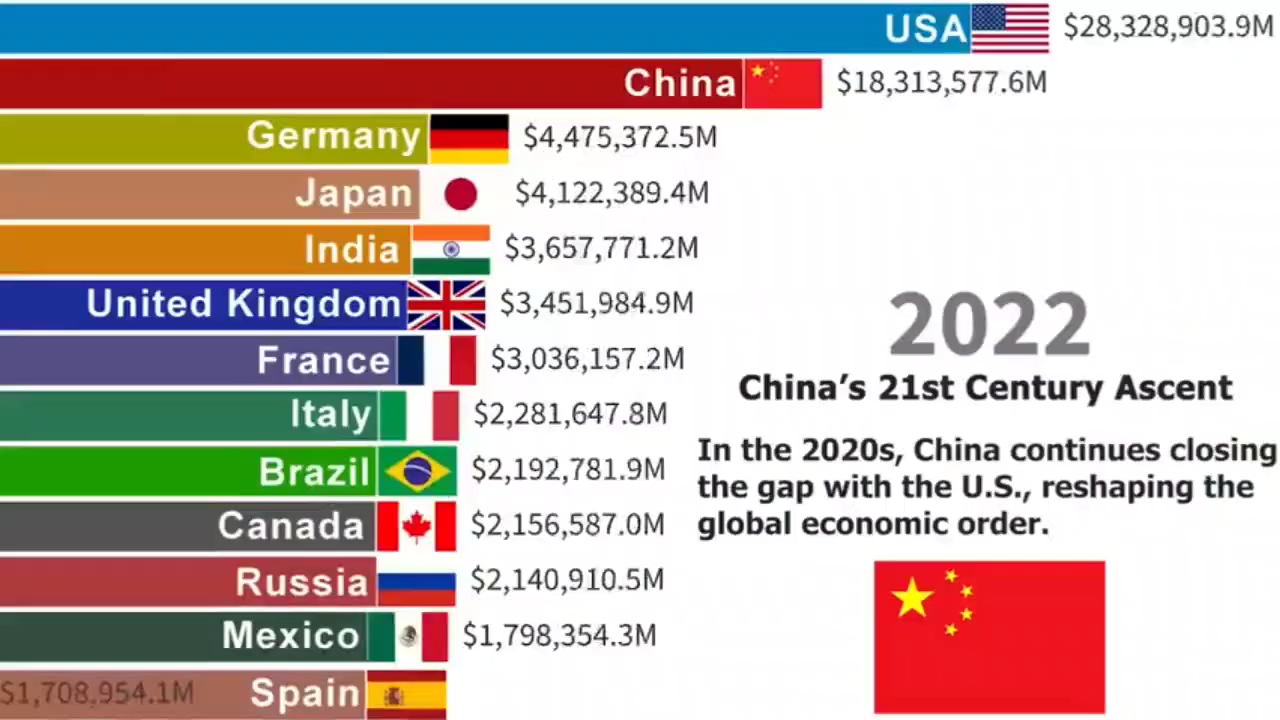 USA $28,328,903.9M
China $18,313,577.6M
Germany $4,475,372.5M
Japan $4,122,389.4M
India $3,657,771.2M
United Kingdom $3,451,984.9M
France $3,036,157.2M
Italy $2,281,647.8M
Brazil $2,192,781.9M
Canada $2,156,587.0M
Russia $2,140,910.5M
Mexico $1,798,354.3M
$1,708,954.1M Spain
2022
China’s 21st Century Ascent
In the 2020s, China continues closing
the gap with the U.S., reshaping the
global economic order.